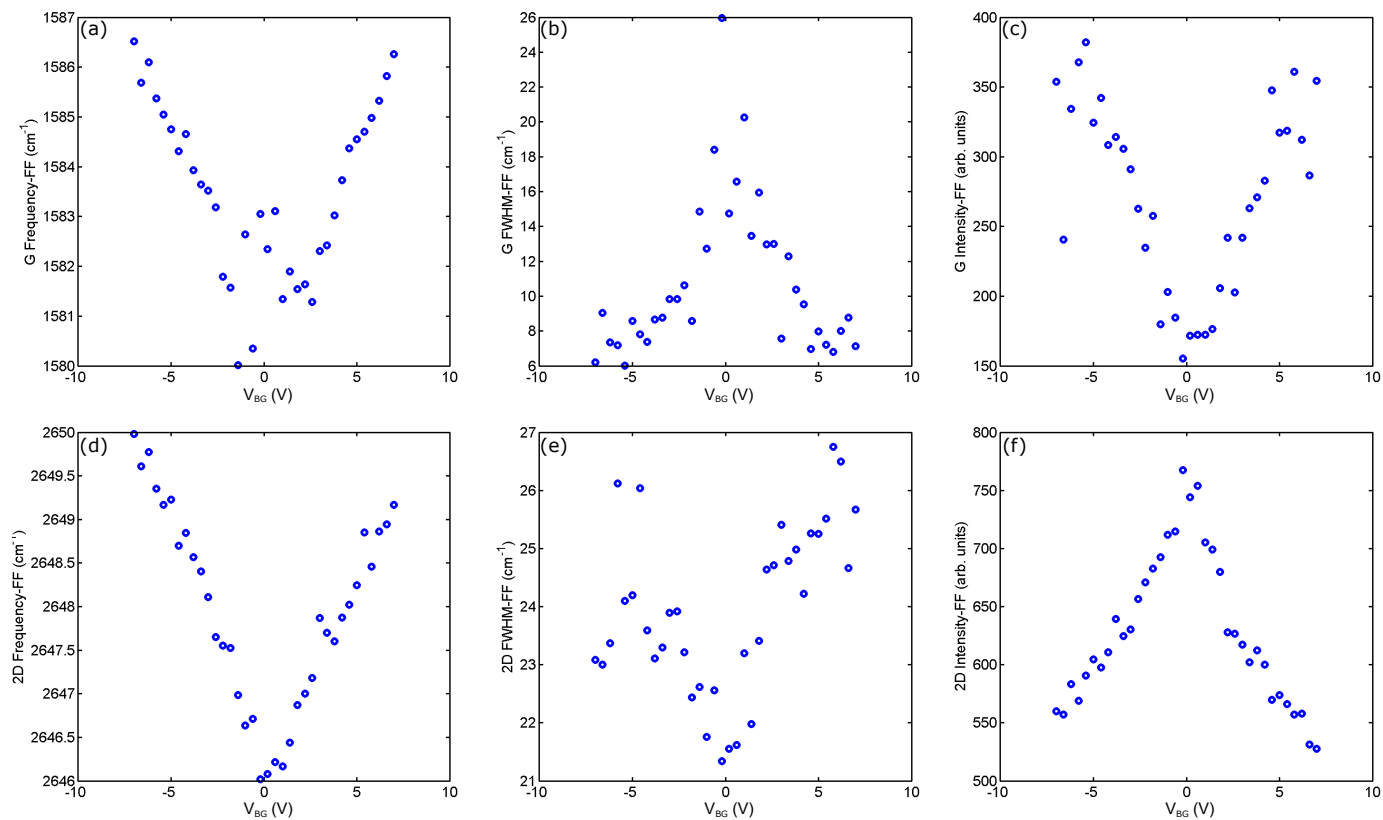 (a)
1587
1586
1585
1584
1583
1582
1581
1580
G Frequency-FF (cm⁻¹)
-10 -5 0 5 10
V_BG (V)
(b)
26
24
22
20
18
16
14
12
10
8
6
G FWHM-FF (cm⁻¹)
-10 -5 0 5 10
V_BG (V)
(c)
400
350
300
250
200
150
G Intensity-FF (arb. units)
-10 -5 0 5 10
V_BG (V)
(d)
2650
2649.5
2649
2648.5
2648
2647.5
2647
2646.5
2646
2D Frequency-FF (cm⁻¹)
-10 -5 0 5 10
V_BG (V)
(e)
27
26
25
24
23
22
21
2D FWHM-FF (cm⁻¹)
-10 -5 0 5 10
V_BG (V)
(f)
800
750
700
650
600
550
500
2D Intensity-FF (arb. units)
-10 -5 0 5 10
V_BG (V)